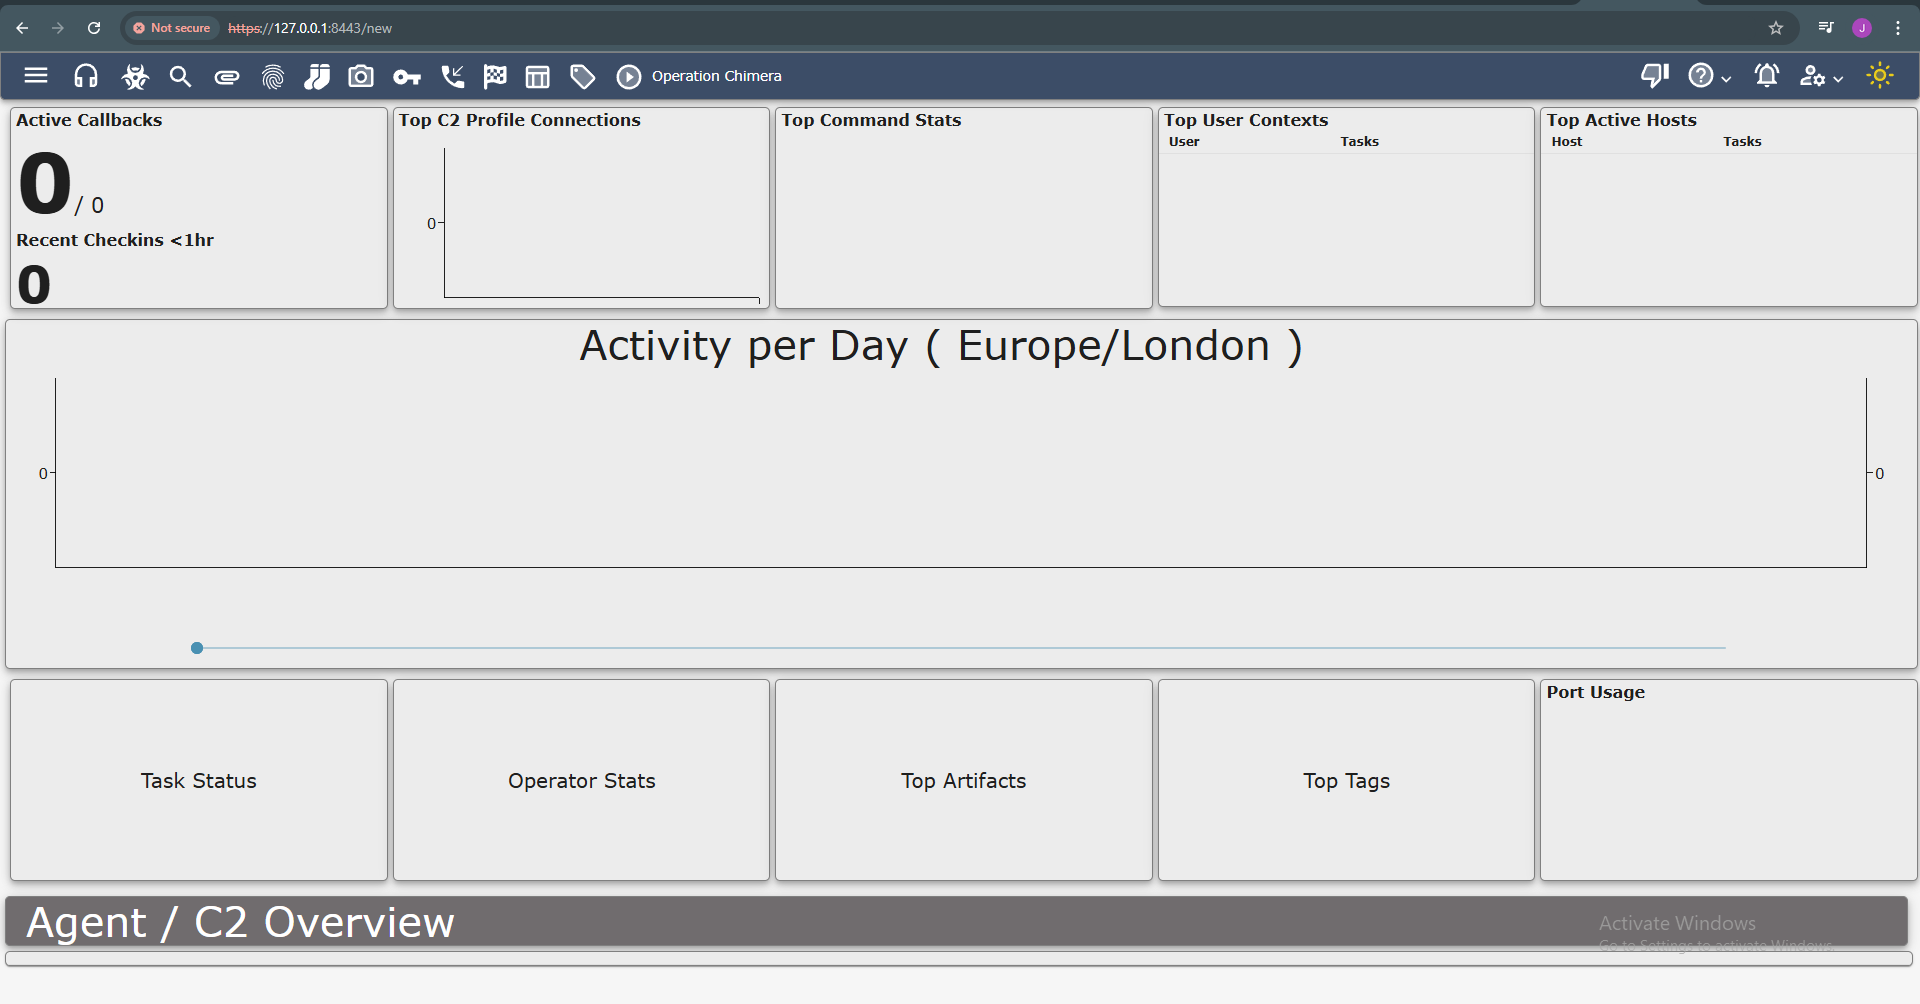 Not secure https://127.0.0.1:8443/new
J
Operation Chimera
Active Callbacks
0 / 0
Recent Checkins <1hr
0
Top C2 Profile Connections
0
Top Command Stats
Top User Contexts
User Tasks
Top Active Hosts
Host Tasks
Activity per Day ( Europe/London )
0 0
Task Status
Operator Stats
Top Artifacts
Top Tags
Port Usage
Agent / C2 Overview
Activate Windows
Go to Settings to activate Windows.